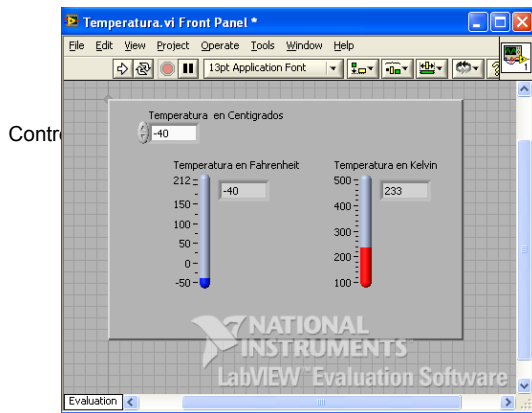 Temperatura.vi Front Panel *
File Edit View Project Operate Tools Window Help
13pt Application Font
1
Temperatura en Centigrados
-40
Contr
Temperatura en Fahrenheit
Temperatura en Kelvin
212
150
100
50
0
-50
-40
500
400
300
200
100
233
NATIONAL
INSTRUMENTS
LabVIEW™ Evaluation Software
Evaluation